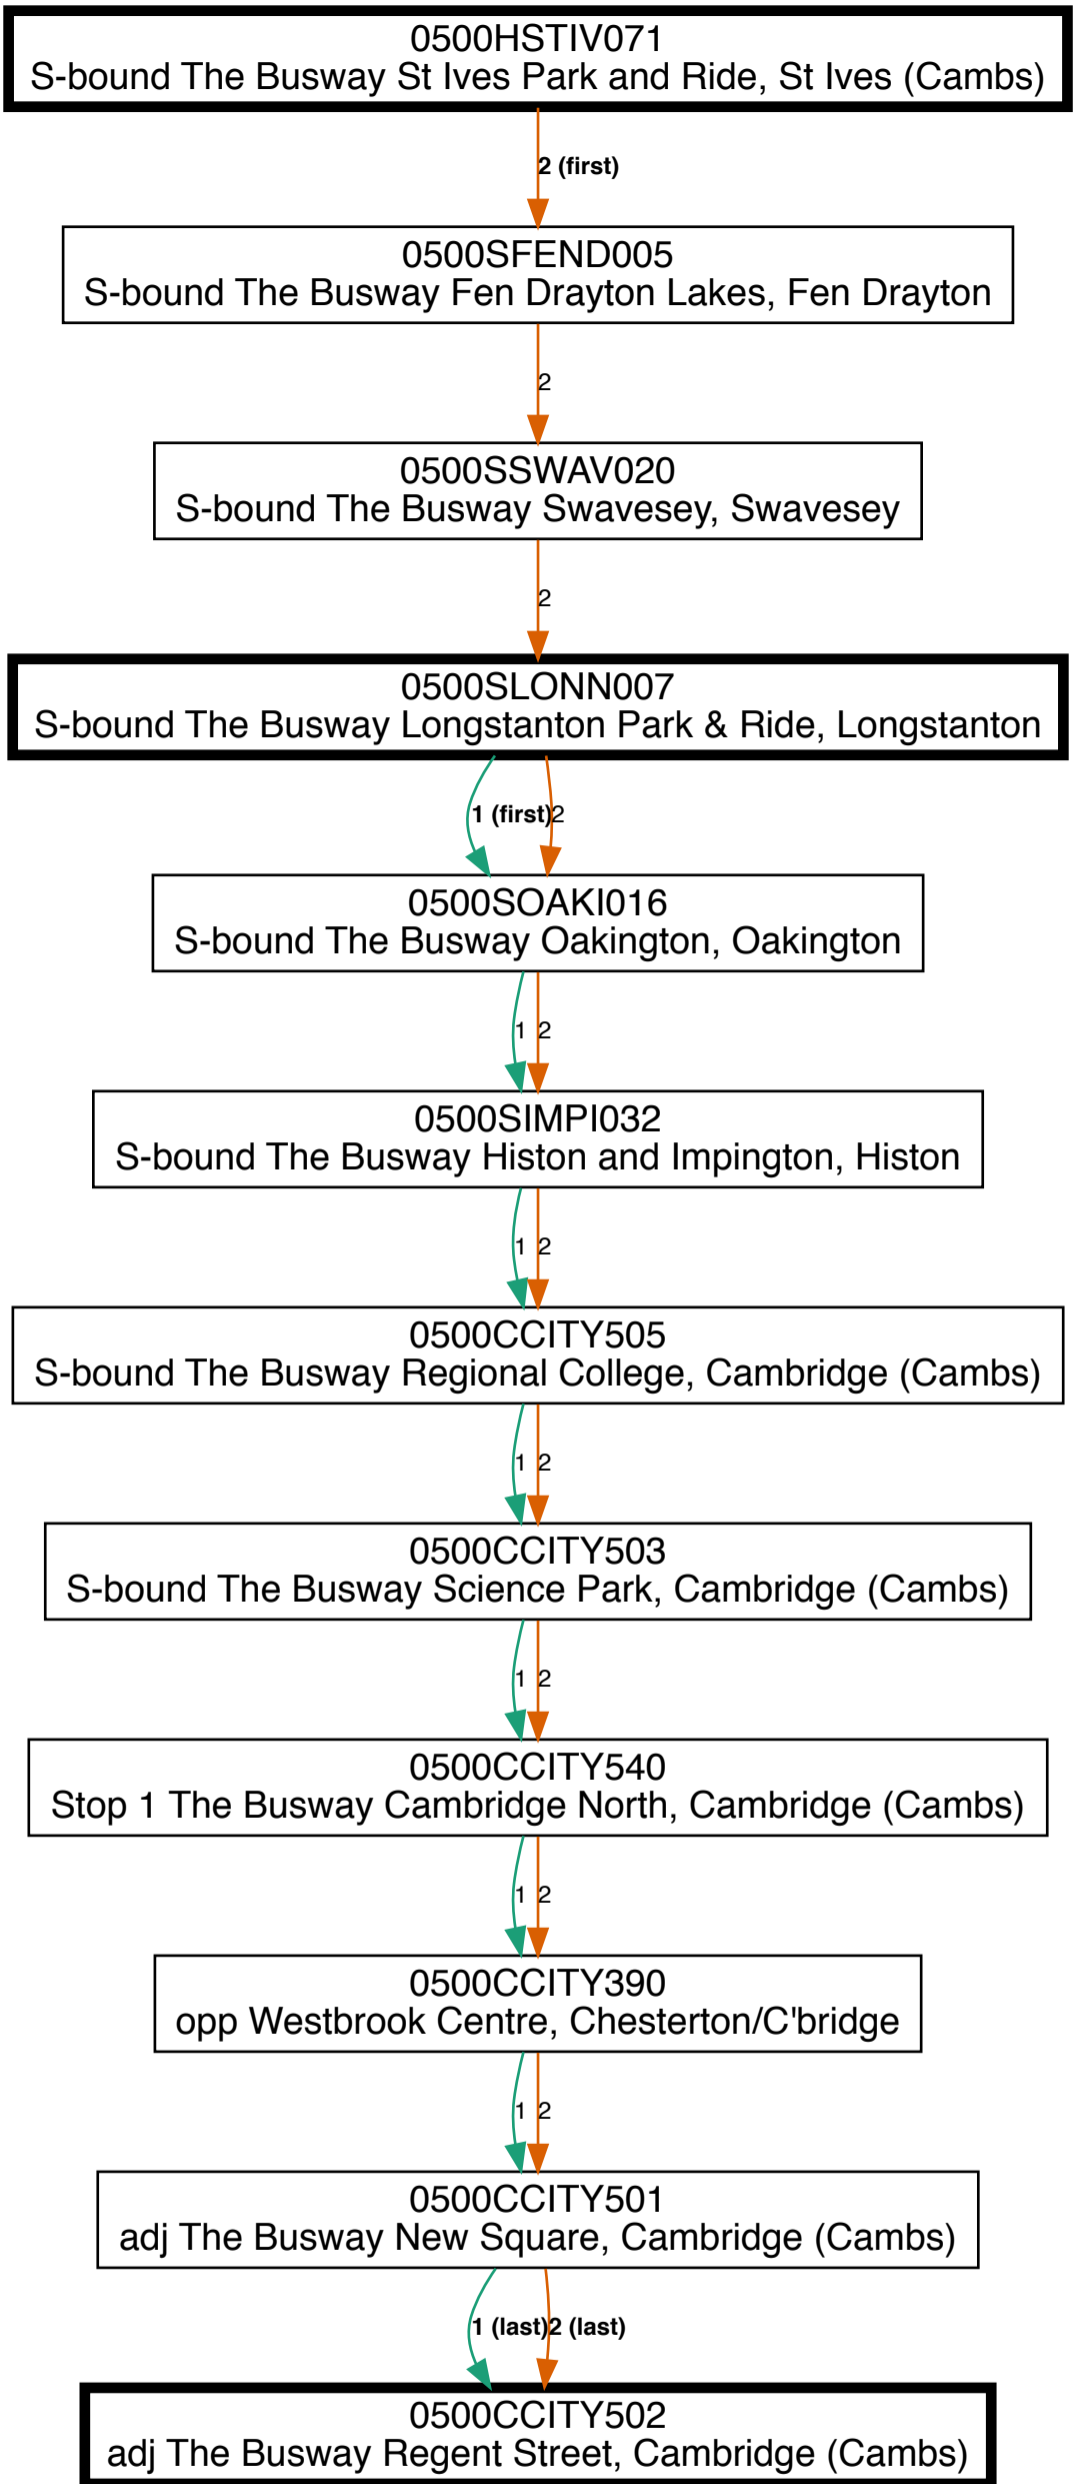 0500HSTIV071
S-bound The Busway St Ives Park and Ride, St Ives (Cambs)
2 (first)
0500SFEND005
S-bound The Busway Fen Drayton Lakes, Fen Drayton
2
0500SSWAV020
S-bound The Busway Swavesey, Swavesey
2
0500SLONN007
S-bound The Busway Longstanton Park & Ride, Longstanton
1 (first) 2
0500SOAKI016
S-bound The Busway Oakington, Oakington
1 2
0500SIMPI032
S-bound The Busway Histon and Impington, Histon
1 2
0500CCITY505
S-bound The Busway Regional College, Cambridge (Cambs)
1 2
0500CCITY503
S-bound The Busway Science Park, Cambridge (Cambs)
1 2
0500CCITY540
Stop 1 The Busway Cambridge North, Cambridge (Cambs)
1 2
0500CCITY390
opp Westbrook Centre, Chesterton/C'bridge
1 2
0500CCITY501
adj The Busway New Square, Cambridge (Cambs)
1 (last) 2 (last)
0500CCITY502
adj The Busway Regent Street, Cambridge (Cambs)